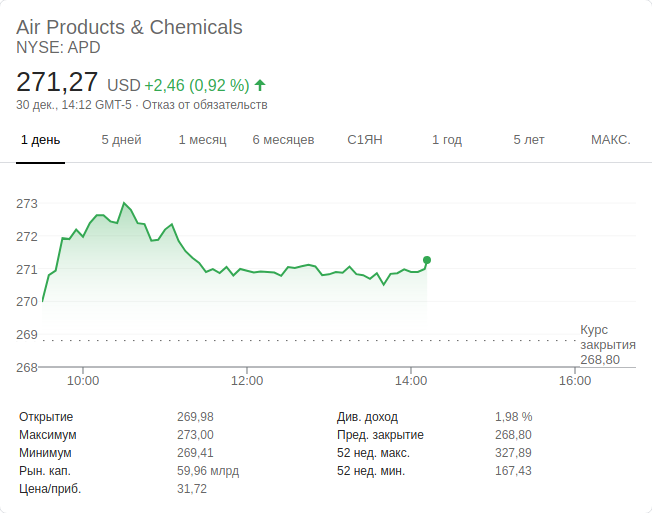 Air Products & Chemicals
NYSE: APD
271,27 USD +2,46 (0,92 %)
30 дек., 14:12 GMT-5 · Отказ от обязательств
1 день 5 дней 1 месяц 6 месяцев С1ЯН 1 год 5 лет МАКС.
273
272
271
270
269
Курс
закрытия
268,80
268
10:00 12:00 14:00 16:00
Открытие 269,98 Див. доход 1,98 %
Максимум 273,00 Пред. закрытие 268,80
Минимум 269,41 52 нед. макс. 327,89
Рын. кап. 59,96 млрд 52 нед. мин. 167,43
Цена/приб. 31,72